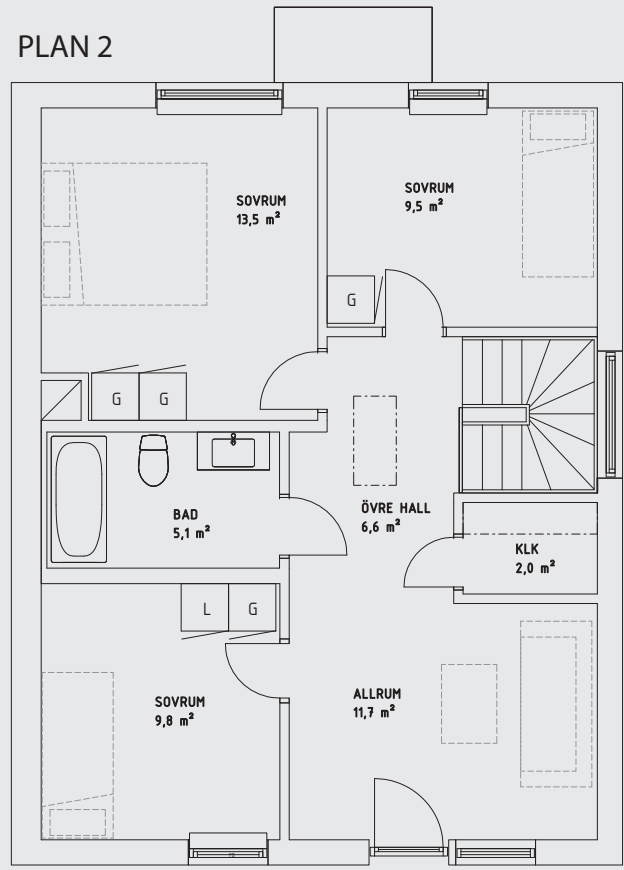 PLAN 2
SOVRUM
13,5 m²
SOVRUM
9,5 m²
G
G
G
BAD
5,1 m²
ÖVRE HALL
6,6 m²
KLK
2,0 m²
L
G
SOVRUM
9,8 m²
ALLRUM
11,7 m²